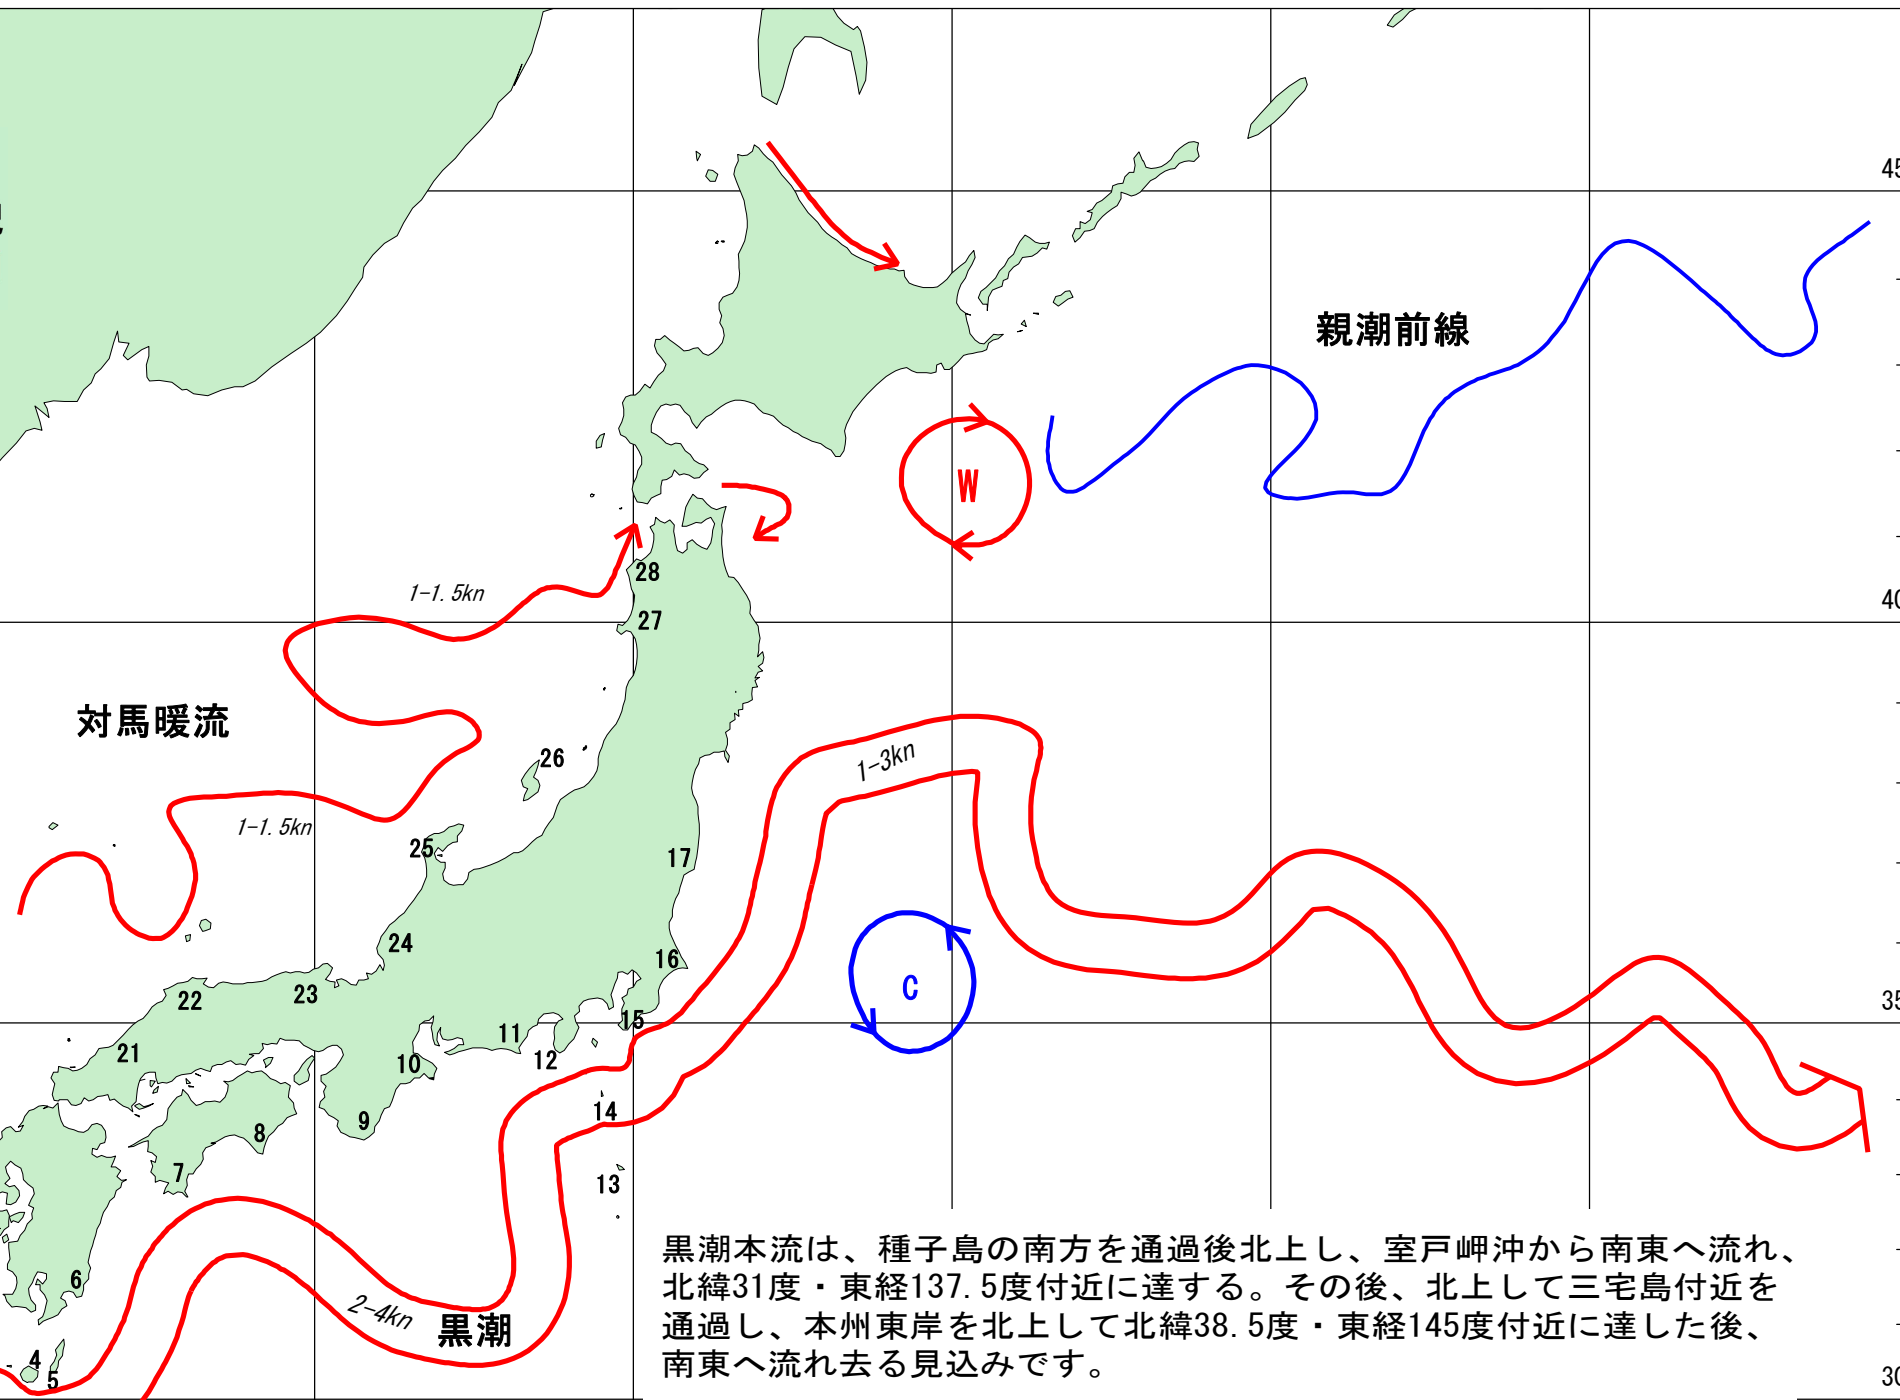 45
親潮前線
W
28
1-1.5kn
40
27
対馬暖流
26
1-3kn
1-1.5kn
25
17
24
16
C
22
23
35
15
11
21
12
10
14
9
8
7
13
黒潮本流は、種子島の南方を通過後北上し、室戸岬沖から南東へ流れ、
北緯31度・東経137.5度付近に達する。その後、北上して三宅島付近を
通過し、本州東岸を北上して北緯38.5度・東経145度付近に達した後、
南東へ流れ去る見込みです。
6
2-4kn
黒潮
4
5
30